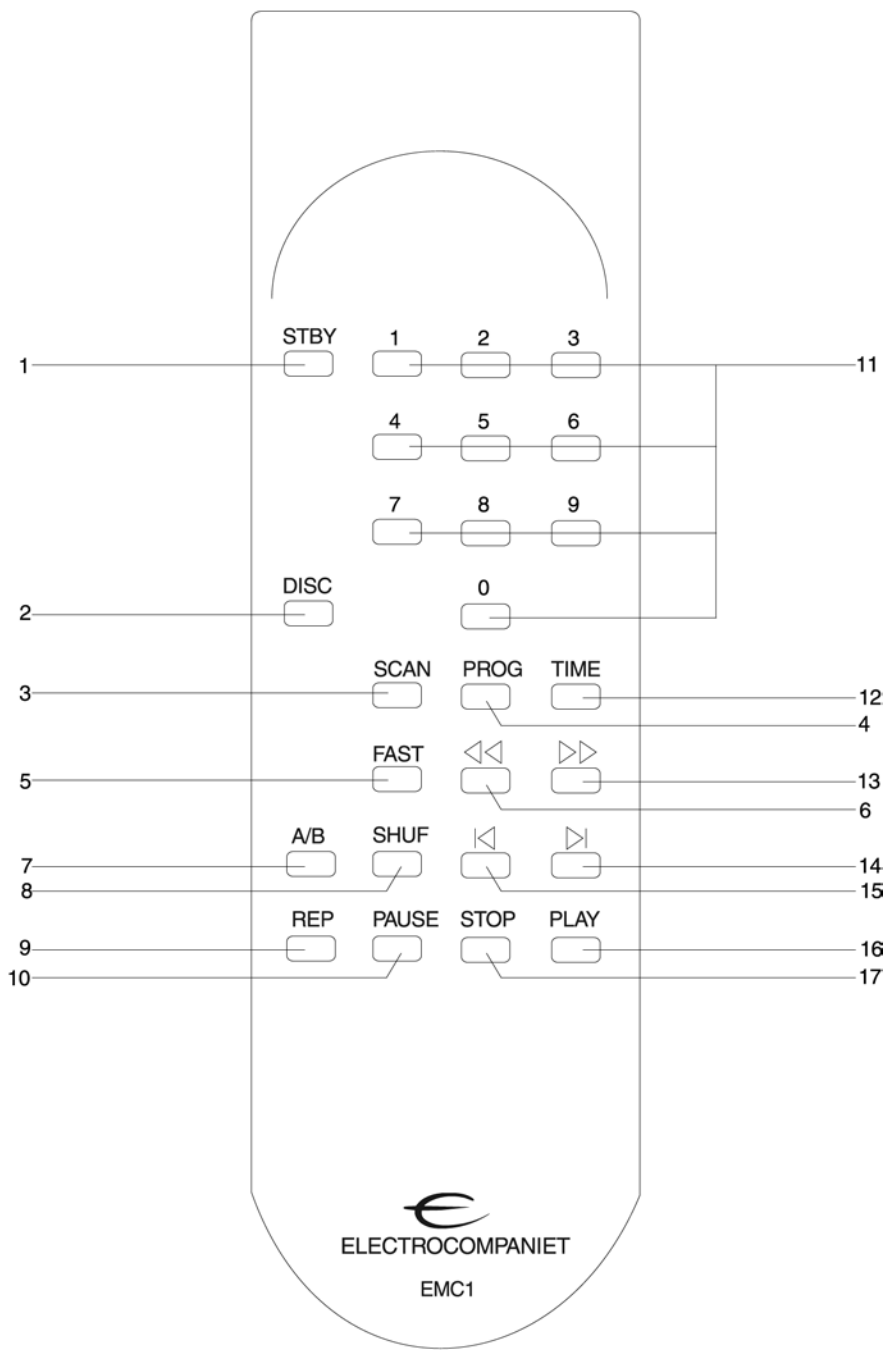 STBY 1 2 3
1 11
4 5 6
7 8 9
DISC 0
2
SCAN PROG TIME
3 12
4
FAST
5 13
6
A/B SHUF
7 14
8 15
REP PAUSE STOP PLAY
9 16
10 17
ELECTROCOMPANIET
EMC1